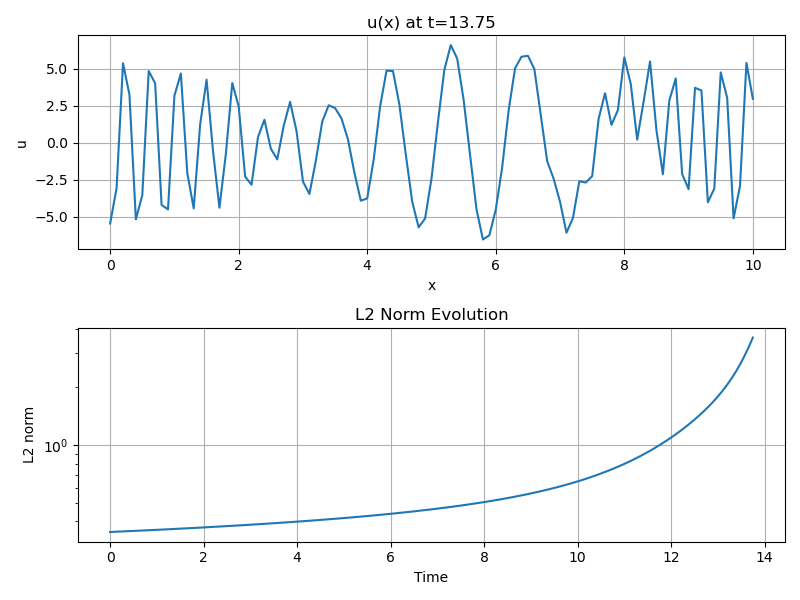 u(x) at t=13.75
5.0
2.5
0.0
−2.5
−5.0
u
0 2 4 6 8 10
x
L2 Norm Evolution
10⁰
L2 norm
0 2 4 6 8 10 12 14
Time